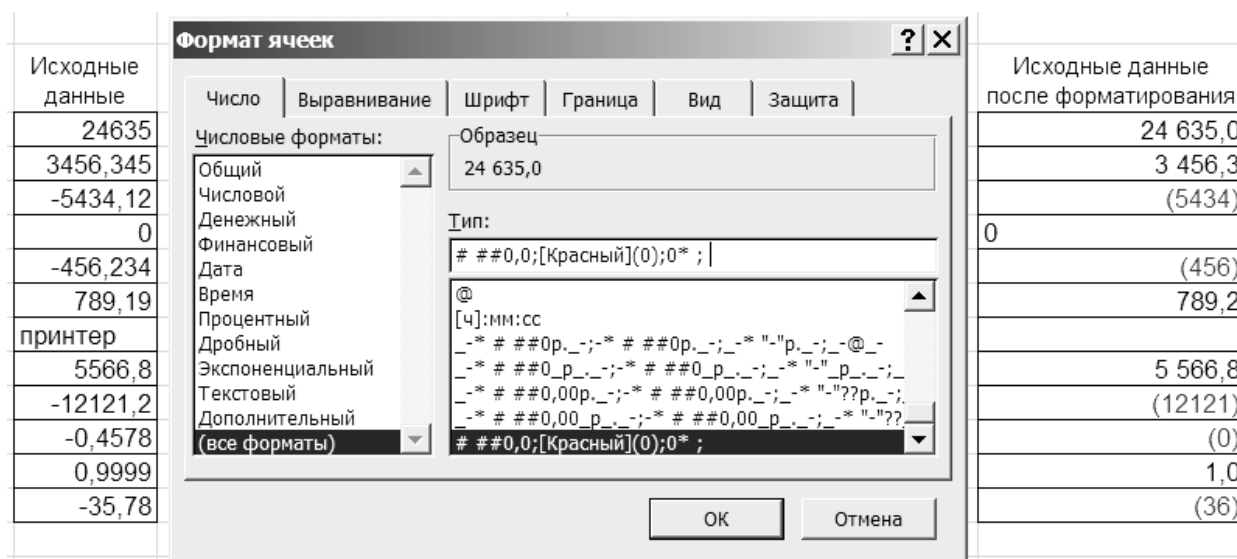 Исходные
данные
24635
3456,345
-5434,12
0
-456,234
789,19
принтер
5566,8
-12121,2
-0,4578
0,9999
-35,78
Формат ячеек
Число Выравнивание Шрифт Граница Вид Защита
Числовые форматы:
Общий
Числовой
Денежный
Финансовый
Дата
Время
Процентный
Дробный
Экспоненциальный
Текстовый
Дополнительный
(все форматы)
Образец
24 635,0
Тип:
# ##0,0;[Красный](0);0* ;
@
[ч]:мм:сс
_-* # ##0р._-;-* # ##0р._-;_-* "-"р._-;_-@_-
_-* # ##0_р_._-;-* # ##0_р_._-;_-* "-"_р_._-;_
_-* # ##0,00р._-;-* # ##0,00р._-;_-* "-"??р._-;
_-* # ##0,00_р_._-;-* # ##0,00_р_._-;_-* "-"??_
# ##0,0;[Красный](0);0* ;
ОК Отмена
Исходные данные
после форматирования
24 635,0
3 456,3
(5434)
0
(456)
789,2
5 566,8
(12121)
(0)
1,0
(36)